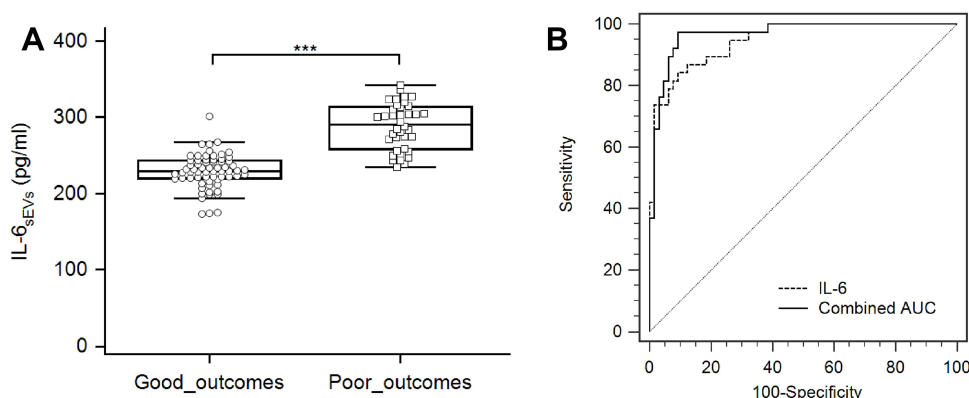 A
400
300
200
100
0
IL-6sEVs (pg/ml)
***
Good_outcomes
Poor_outcomes
B
100
80
60
40
20
0
Sensitivity
IL-6
Combined AUC
0 20 40 60 80 100
100-Specificity